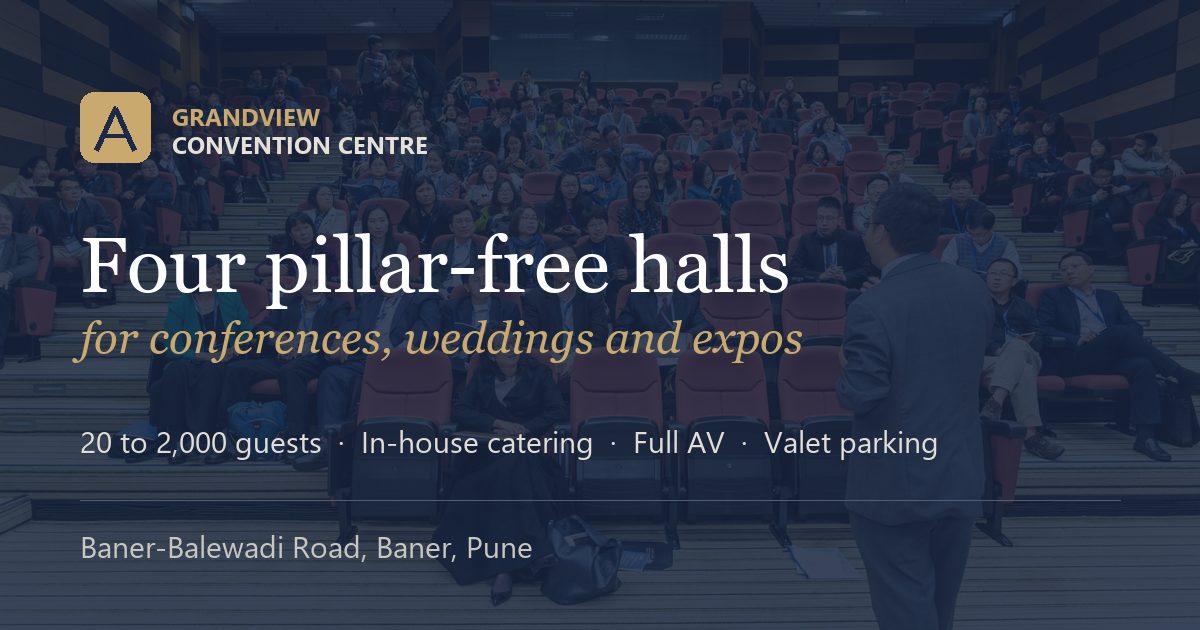 A
GRANDVIEW
CONVENTION CENTRE
Four pillar-free halls
for conferences, weddings and expos
20 to 2,000 guests · In-house catering · Full AV · Valet parking
Baner-Balewadi Road, Baner, Pune